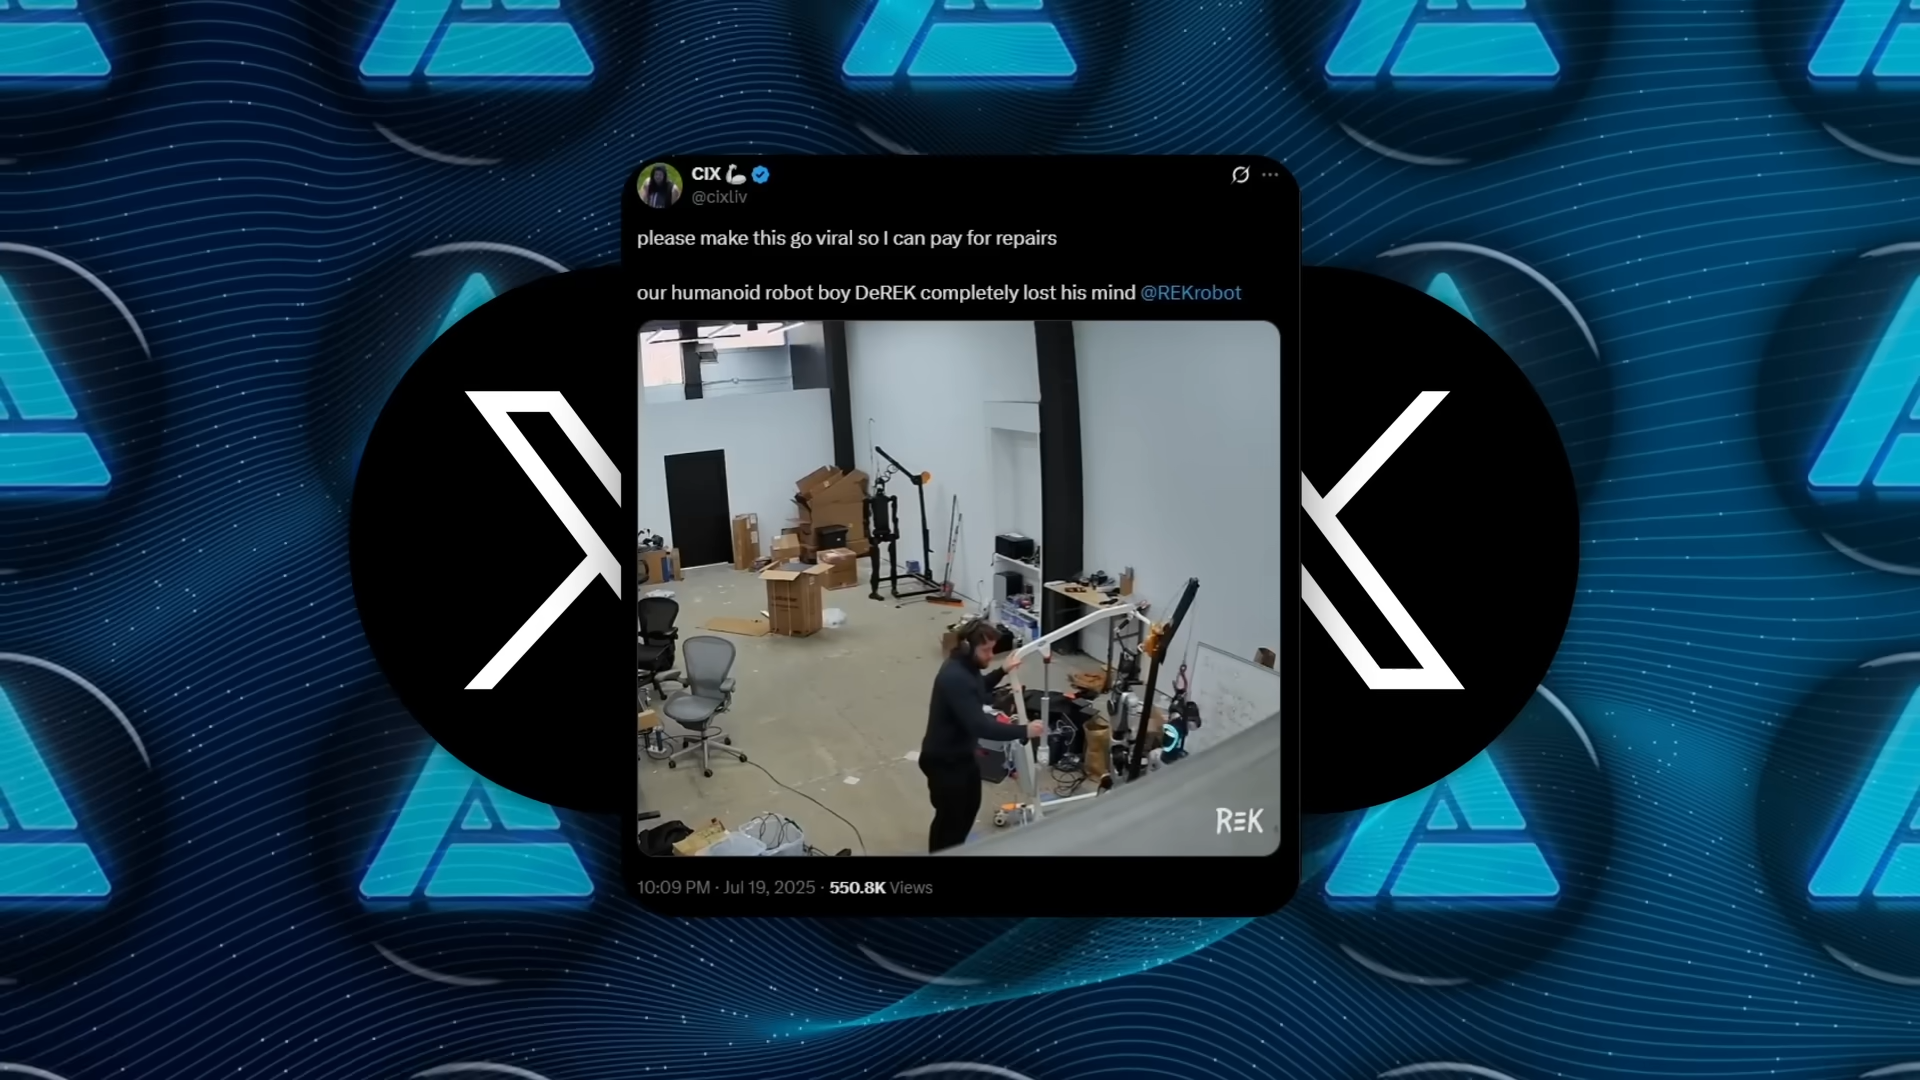 CIX
@cixliv
please make this go viral so I can pay for repairs
our humanoid robot boy DeREK completely lost his mind @REKrobot
REK
10:09 PM · Jul 19, 2025 · 550.8K Views